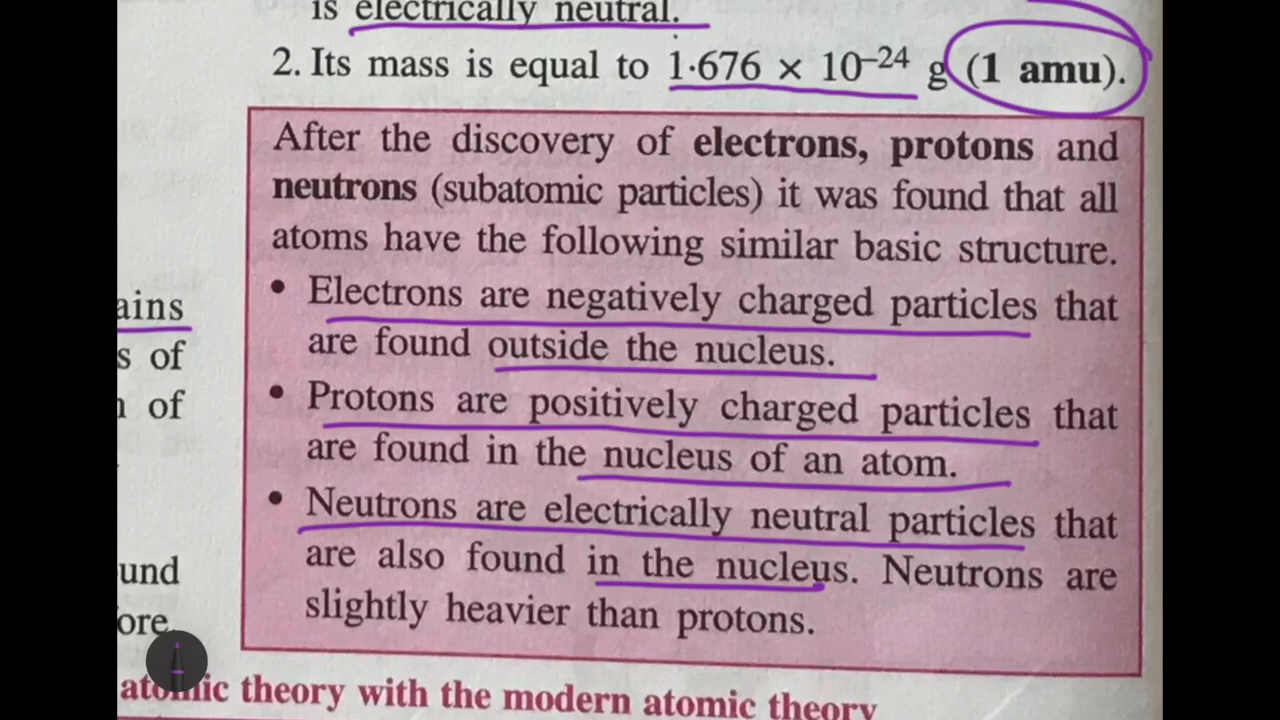 is electrically neutral.
2. Its mass is equal to 1·676 × 10⁻²⁴ g (1 amu).
After the discovery of electrons, protons and
neutrons (subatomic particles) it was found that all
atoms have the following similar basic structure.
• Electrons are negatively charged particles that
are found outside the nucleus.
• Protons are positively charged particles that
are found in the nucleus of an atom.
• Neutrons are electrically neutral particles that
are also found in the nucleus. Neutrons are
slightly heavier than protons.
ains
s of
of
und
ore
atomic theory with the modern atomic theory